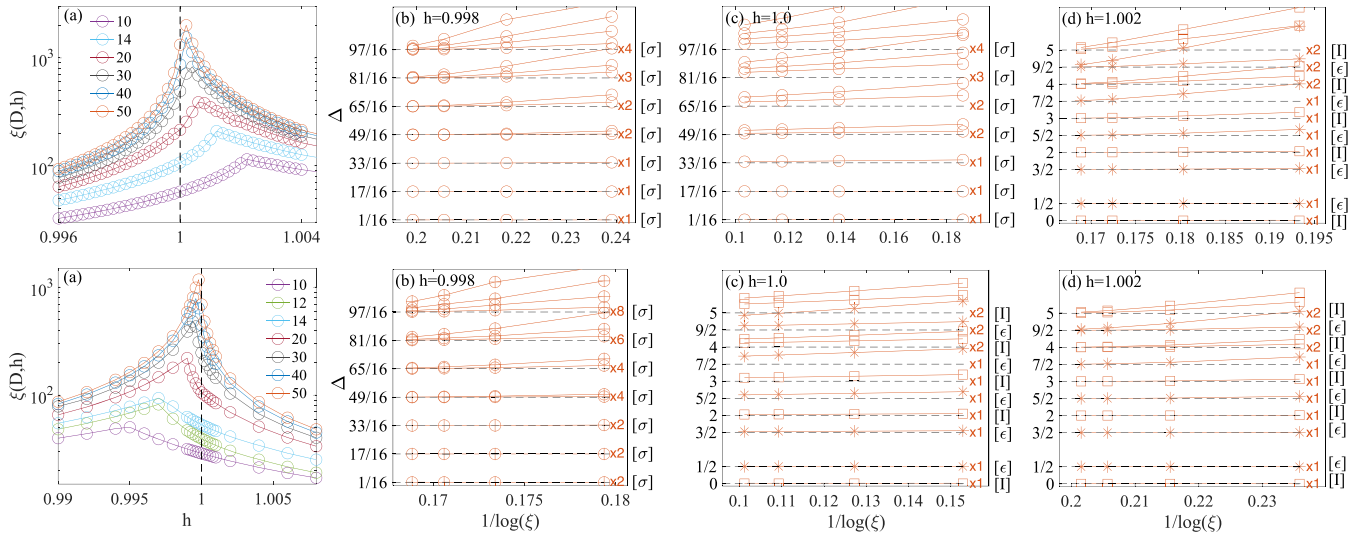 (a)
10
14
20
30
40
50
10³
10²
ξ(D,h)
0.996
1
1.004
(b) h=0.998
97/16 x4 [σ]
81/16 x3 [σ]
65/16 x2 [σ]
49/16 x2 [σ]
33/16 x1 [σ]
17/16 x1 [σ]
1/16 x1 [σ]
Δ
0.2 0.21 0.22 0.23 0.24
(c) h=1.0
97/16 x4 [σ]
81/16 x3 [σ]
65/16 x2 [σ]
49/16 x2 [σ]
33/16 x1 [σ]
17/16 x1 [σ]
1/16 x1 [σ]
0.1 0.12 0.14 0.16 0.18
(d) h=1.002
5 x2 [I]
9/2 x2 [ϵ]
4 x2 [I]
7/2 x1 [ϵ]
3 x1 [I]
5/2 x1 [ϵ]
2 x1 [I]
3/2 x1 [ϵ]
1/2 x1 [ϵ]
0 x1 [I]
0.17 0.175 0.18 0.185 0.19 0.195
(a)
10
12
14
20
30
40
50
10³
10²
ξ(D,h)
0.99 0.995 1 1.005
h
(b) h=0.998
97/16 x8 [σ]
81/16 x6 [σ]
65/16 x4 [σ]
49/16 x4 [σ]
33/16 x2 [σ]
17/16 x2 [σ]
1/16 x2 [σ]
Δ
0.17 0.175 0.18
1/log(ξ)
(c) h=1.0
5 x2 [I]
9/2 x2 [ϵ]
4 x2 [I]
7/2 x1 [ϵ]
3 x1 [I]
5/2 x1 [ϵ]
2 x1 [I]
3/2 x1 [ϵ]
1/2 x1 [ϵ]
0 x1 [I]
0.1 0.11 0.12 0.13 0.14 0.15
1/log(ξ)
(d) h=1.002
5 x2 [I]
9/2 x2 [ϵ]
4 x2 [I]
7/2 x1 [ϵ]
3 x1 [I]
5/2 x1 [ϵ]
2 x1 [I]
3/2 x1 [ϵ]
1/2 x1 [ϵ]
0 x1 [I]
0.2 0.21 0.22 0.23
1/log(ξ)